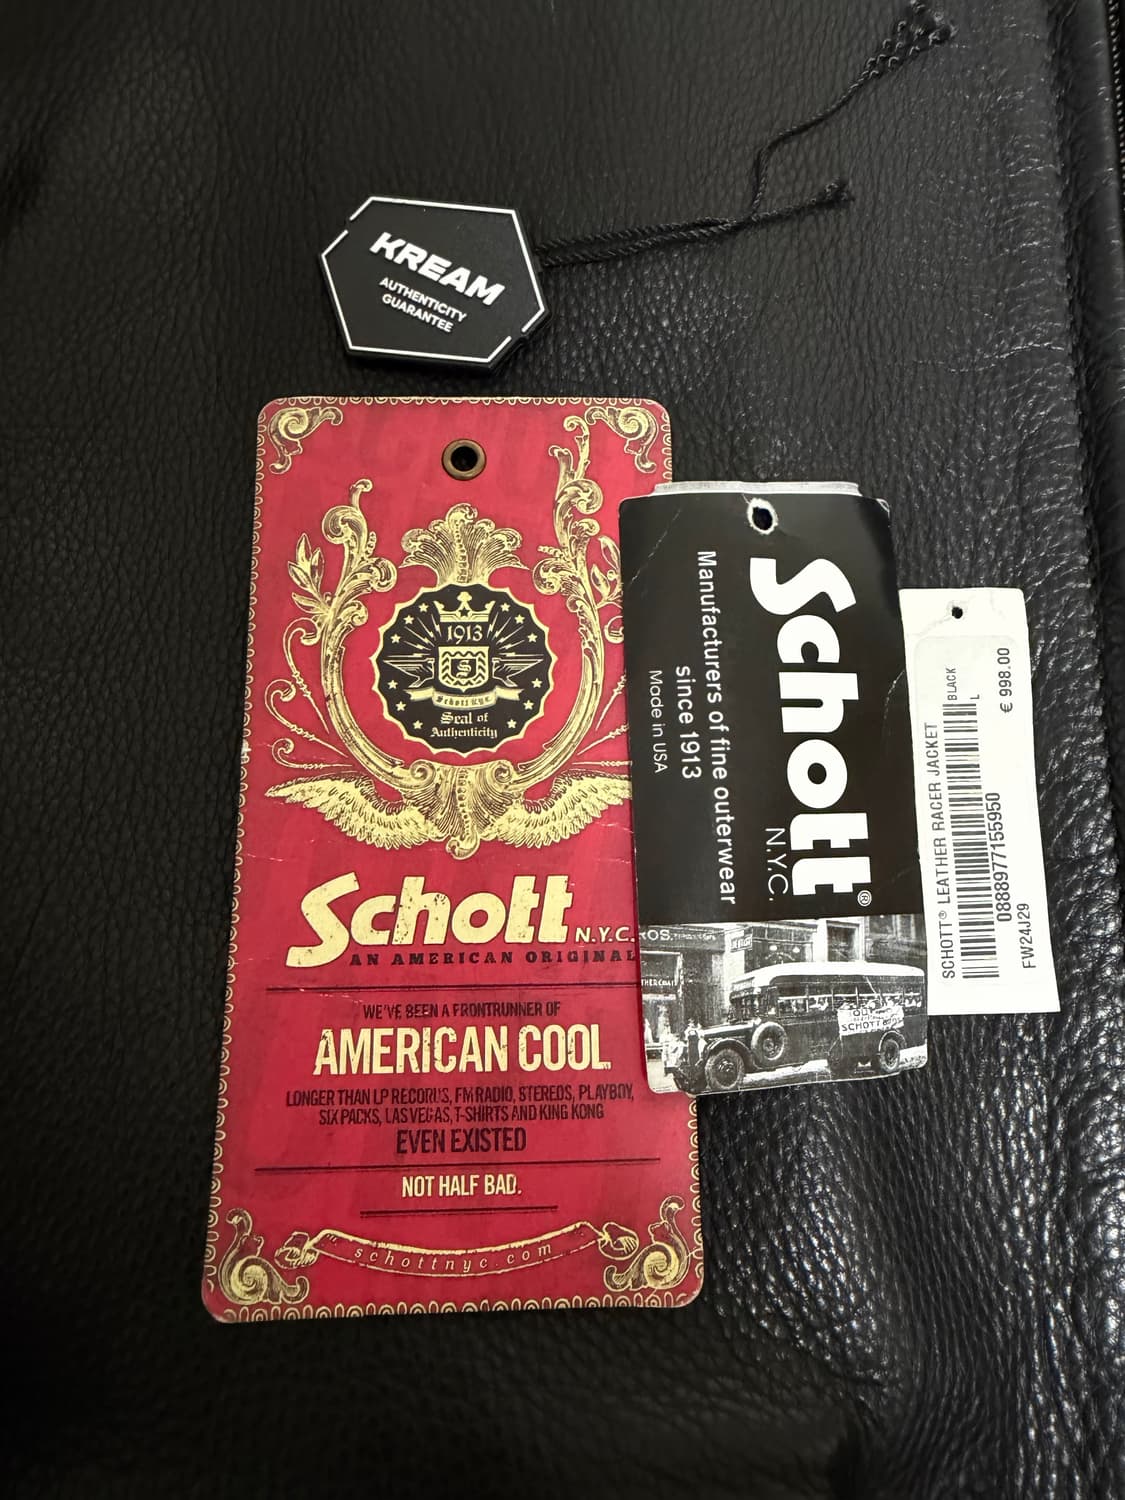 KREAM
AUTHENTICITY
GUARANTEE
1913
S
Schott N.Y.C.
Seal of
Authenticity
Schott N.Y.C.
AN AMERICAN ORIGINAL
WE'VE BEEN A FRONTRUNNER OF
AMERICAN COOL
LONGER THAN LP RECORDS, FM RADIO, STEREOS, PLAYBOY,
SIX PACKS, LAS VEGAS, T-SHIRTS AND KING KONG
EVEN EXISTED
NOT HALF BAD.
schottnyc.com
Schott®
N.Y.C.
Manufacturers of fine outerwear
since 1913
Made in USA
SCHOTT
€ 998.00
L
BLACK
SCHOTT® LEATHER RACER JACKET
0888977155950
FW24J29